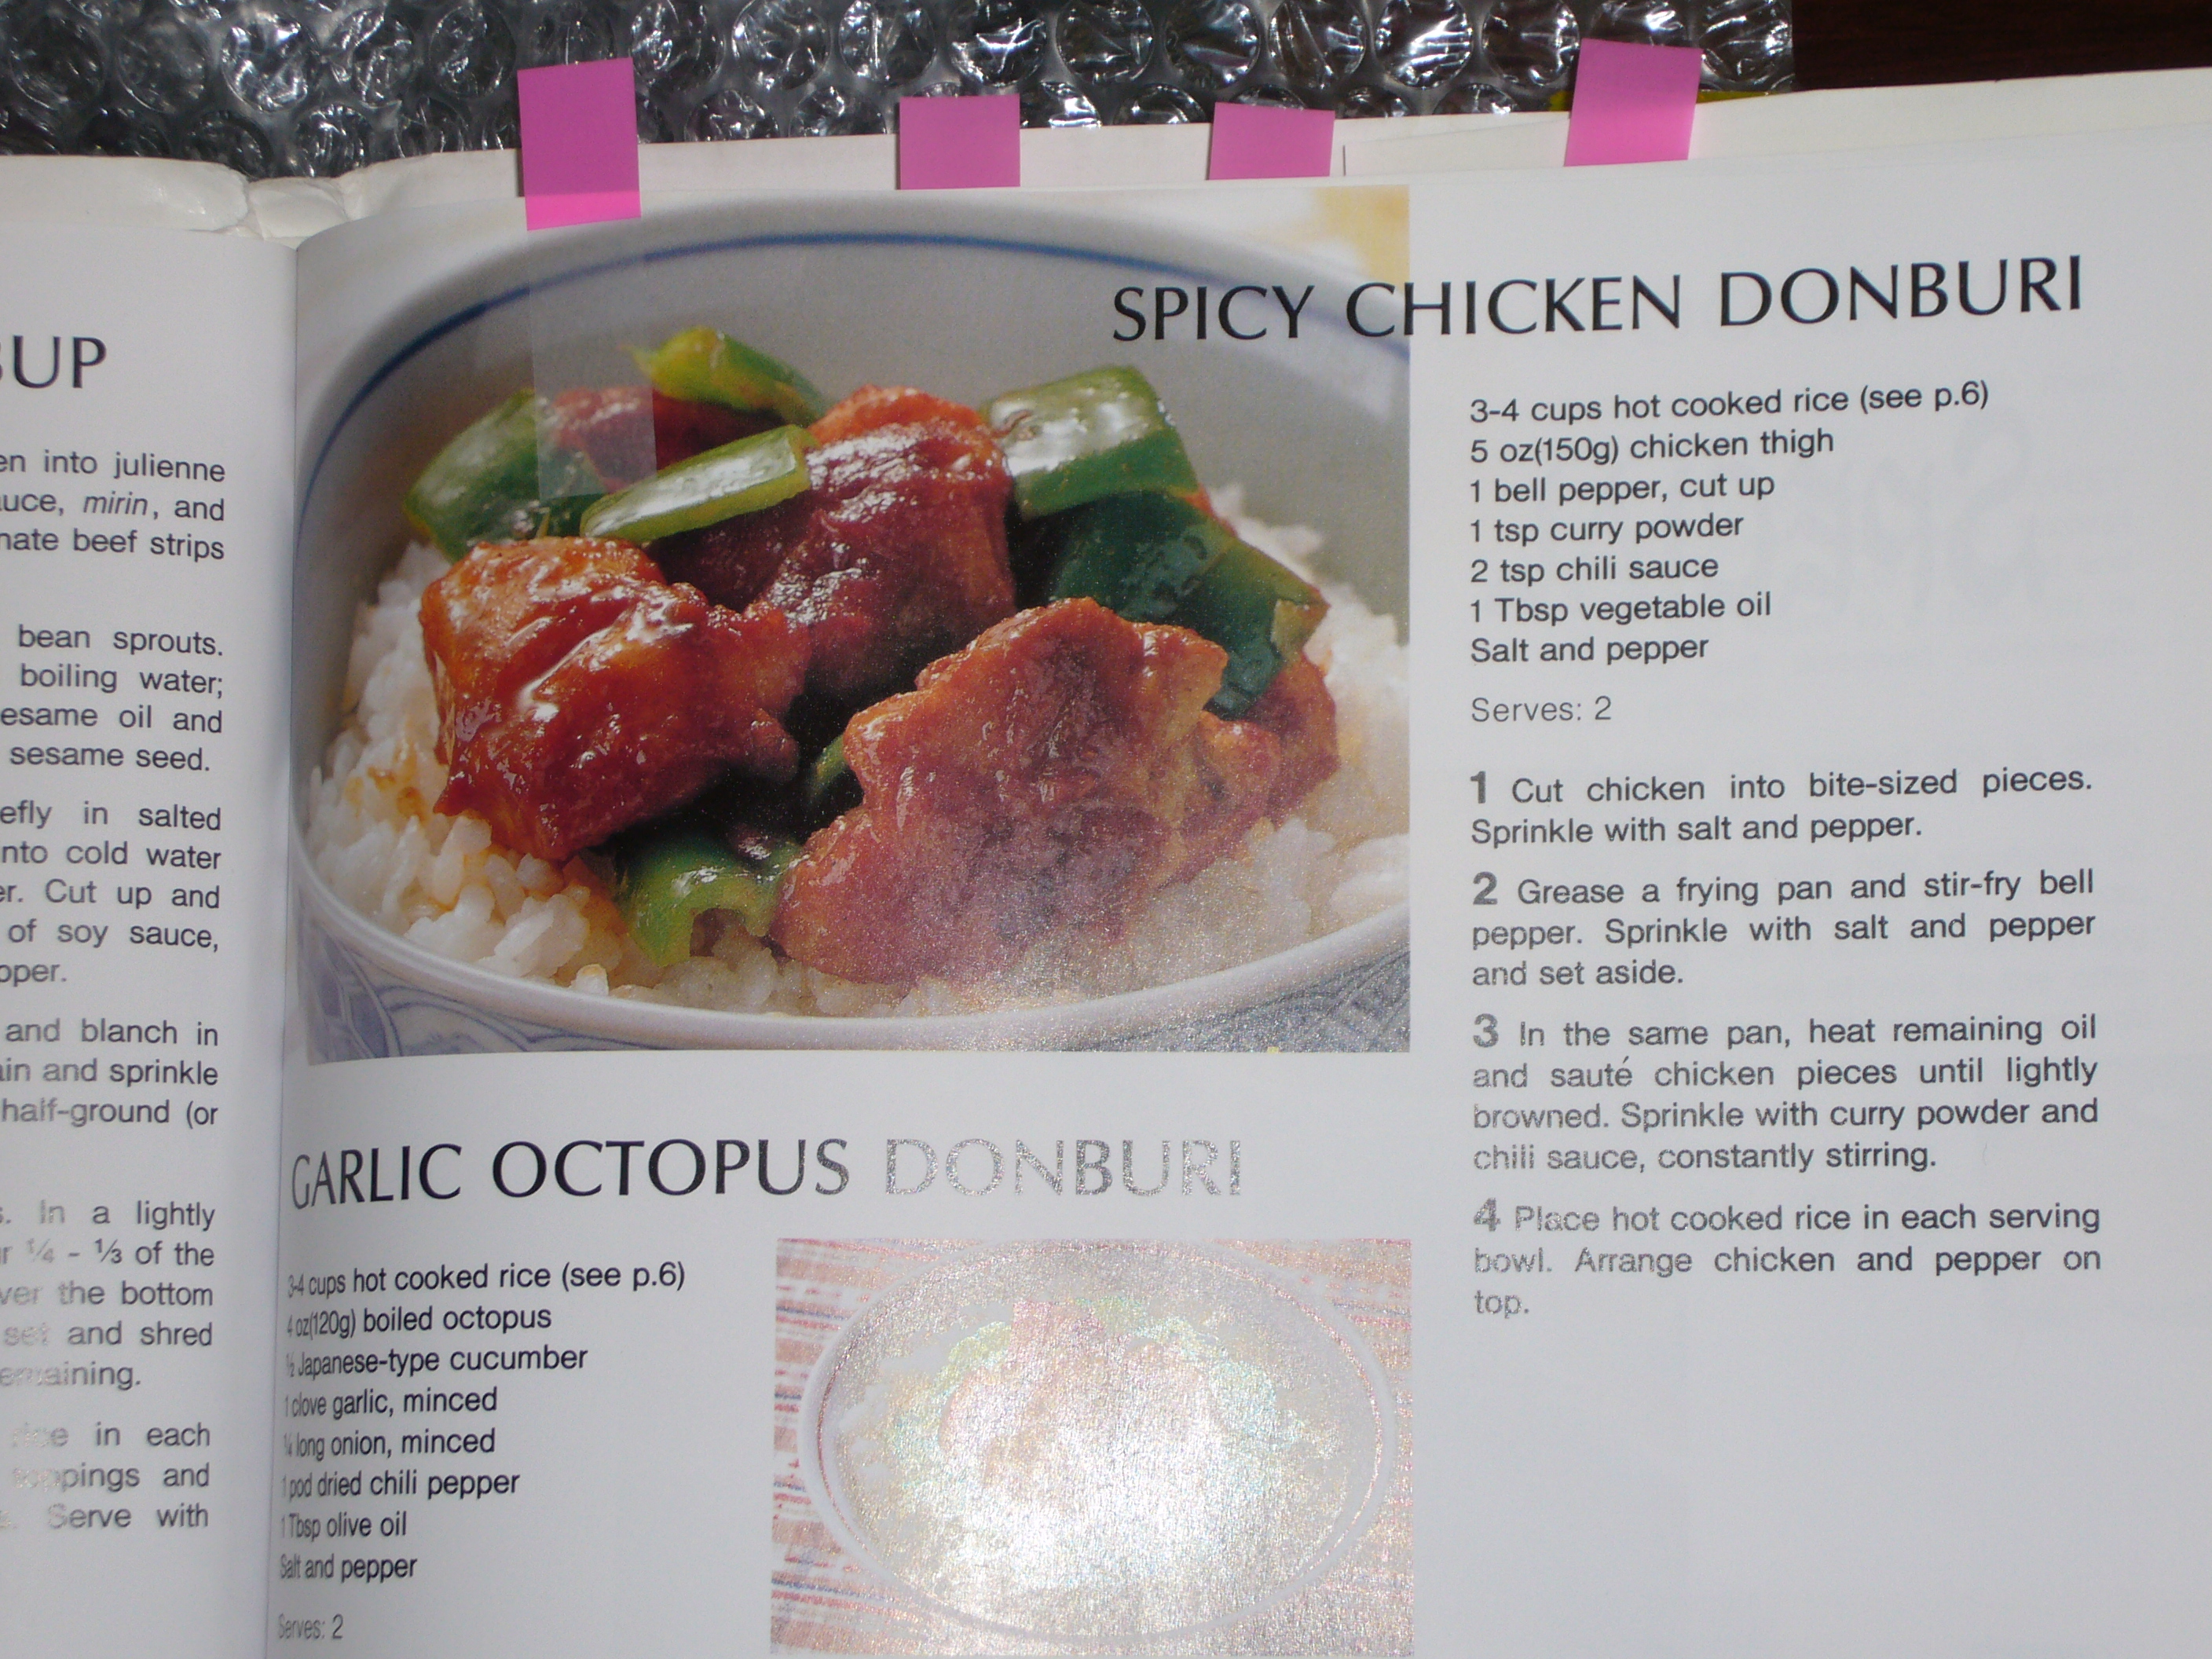 BUP
en into julienne
auce, mirin, and
nate beef strips
bean sprouts.
boiling water;
esame oil and
sesame seed.
efly in salted
nto cold water
er. Cut up and
of soy sauce,
pper.
and blanch in
ain and sprinkle
half-ground (or
s. In a lightly
r ¼ - ⅓ of the
ver the bottom
set and shred
emaining.
rice in each
toppings and
Serve with
SPICY CHICKEN DONBURI
3-4 cups hot cooked rice (see p.6)
5 oz(150g) chicken thigh
1 bell pepper, cut up
1 tsp curry powder
2 tsp chili sauce
1 Tbsp vegetable oil
Salt and pepper
Serves: 2
1 Cut chicken into bite-sized pieces.
Sprinkle with salt and pepper.
2 Grease a frying pan and stir-fry bell
pepper. Sprinkle with salt and pepper
and set aside.
3 In the same pan, heat remaining oil
and sauté chicken pieces until lightly
browned. Sprinkle with curry powder and
chili sauce, constantly stirring.
4 Place hot cooked rice in each serving
bowl. Arrange chicken and pepper on
top.
GARLIC OCTOPUS DONBURI
3-4 cups hot cooked rice (see p.6)
4 oz(120g) boiled octopus
½ Japanese-type cucumber
1 clove garlic, minced
¼ long onion, minced
1 pod dried chili pepper
1 Tbsp olive oil
Salt and pepper
Serves: 2